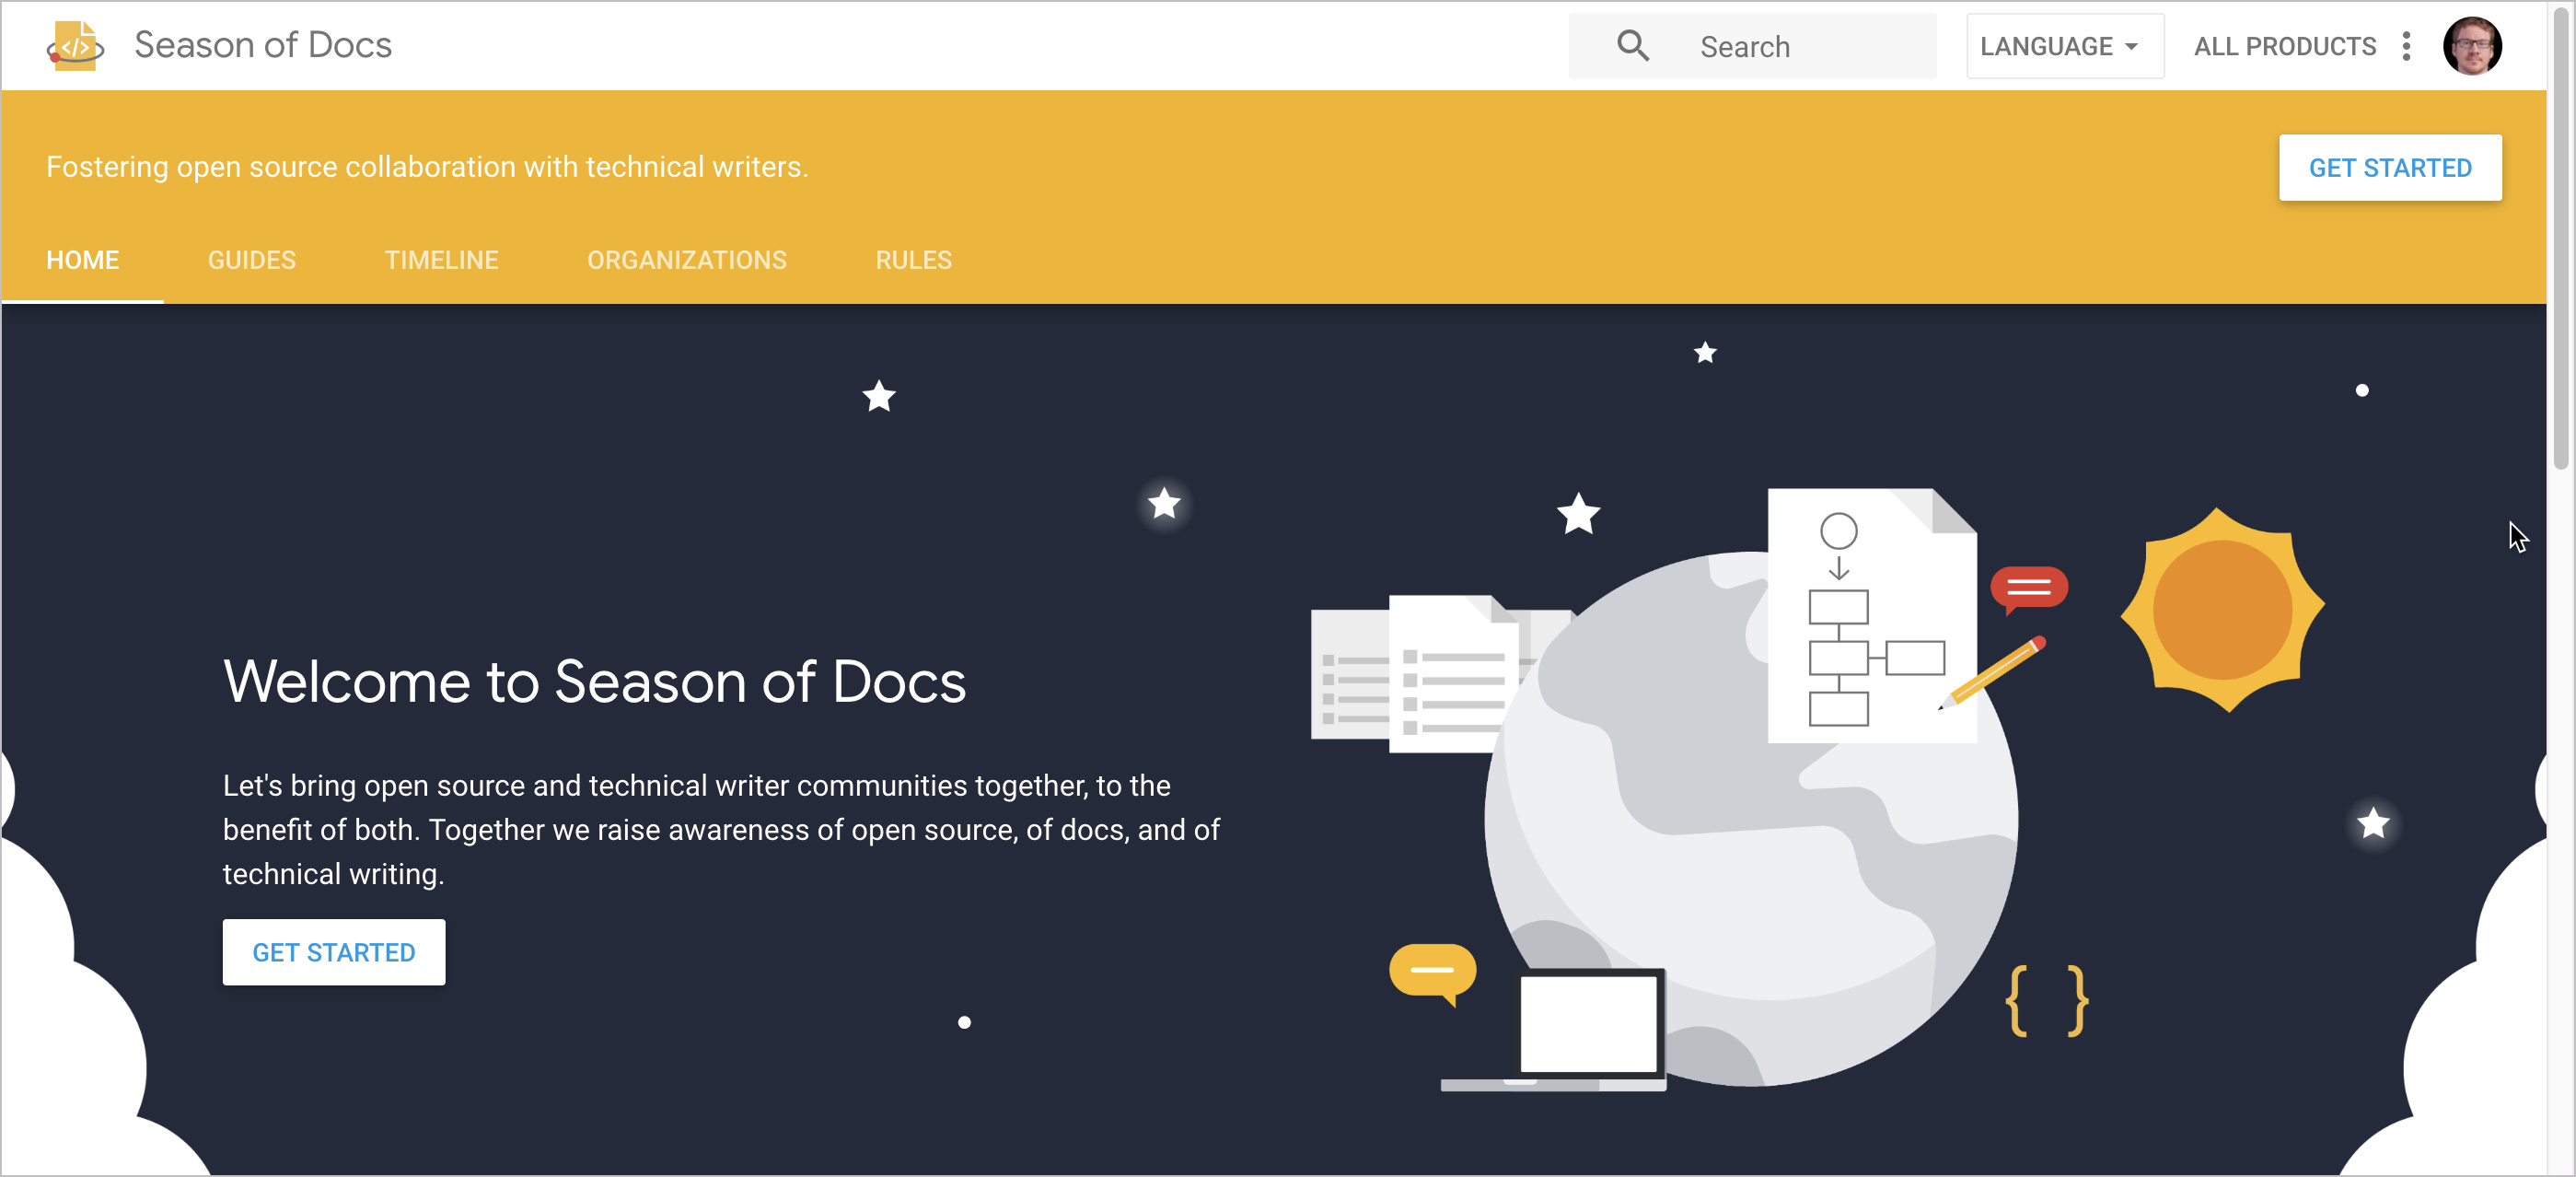 </> Season of Docs
Search
LANGUAGE
ALL PRODUCTS
Fostering open source collaboration with technical writers.
GET STARTED
HOME
GUIDES
TIMELINE
ORGANIZATIONS
RULES
Welcome to Season of Docs
Let's bring open source and technical writer communities together, to the
benefit of both. Together we raise awareness of open source, of docs, and of
technical writing.
GET STARTED
{ }